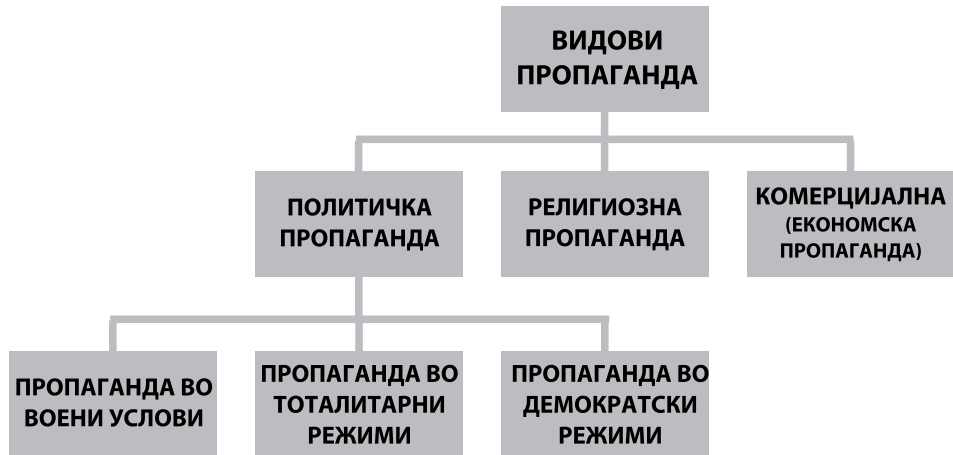 ВИДОВИ
ПРОПАГАНДА
ПОЛИТИЧКА
ПРОПАГАНДА
РЕЛИГИОЗНА
ПРОПАГАНДА
КОМЕРЦИЈАЛНА
(ЕКОНОМСКА
ПРОПАГАНДА)
ПРОПАГАНДА ВО
ВОЕНИ УСЛОВИ
ПРОПАГАНДА ВО
ТОТАЛИТАРНИ
РЕЖИМИ
ПРОПАГАНДА ВО
ДЕМОКРАТСКИ
РЕЖИМИ